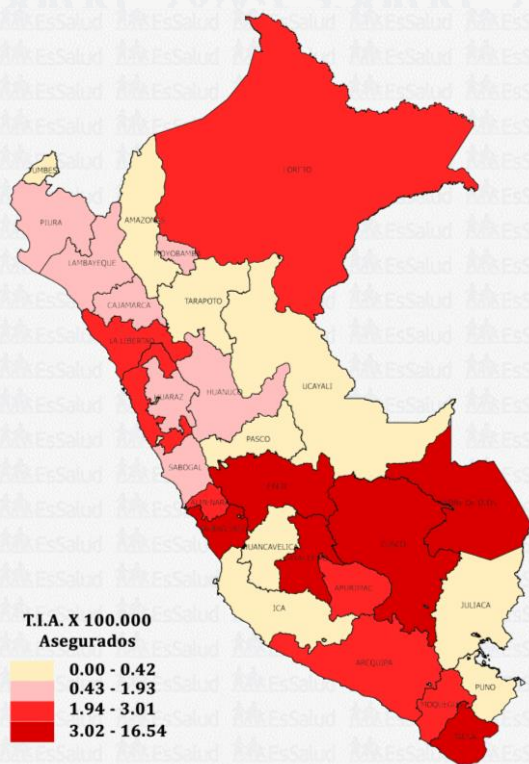 LORETO
TUMBES
PIURA
AMAZONAS
MOYOBAMBA
LAMBAYEQUE
CAJAMARCA
TARAPOTO
LA LIBERTAD
HUARAZ
HUANUCO
UCAYALI
PASCO
SABOGAL
HUANCAVELICA
APURIMAC
ICA
JULIACA
AREQUIPA
PUNO
MOQUEGUA
TACNA
T.I.A. X 100.000
Asegurados
0.00 - 0.42
0.43 - 1.93
1.94 - 3.01
3.02 - 16.54
EsSalud